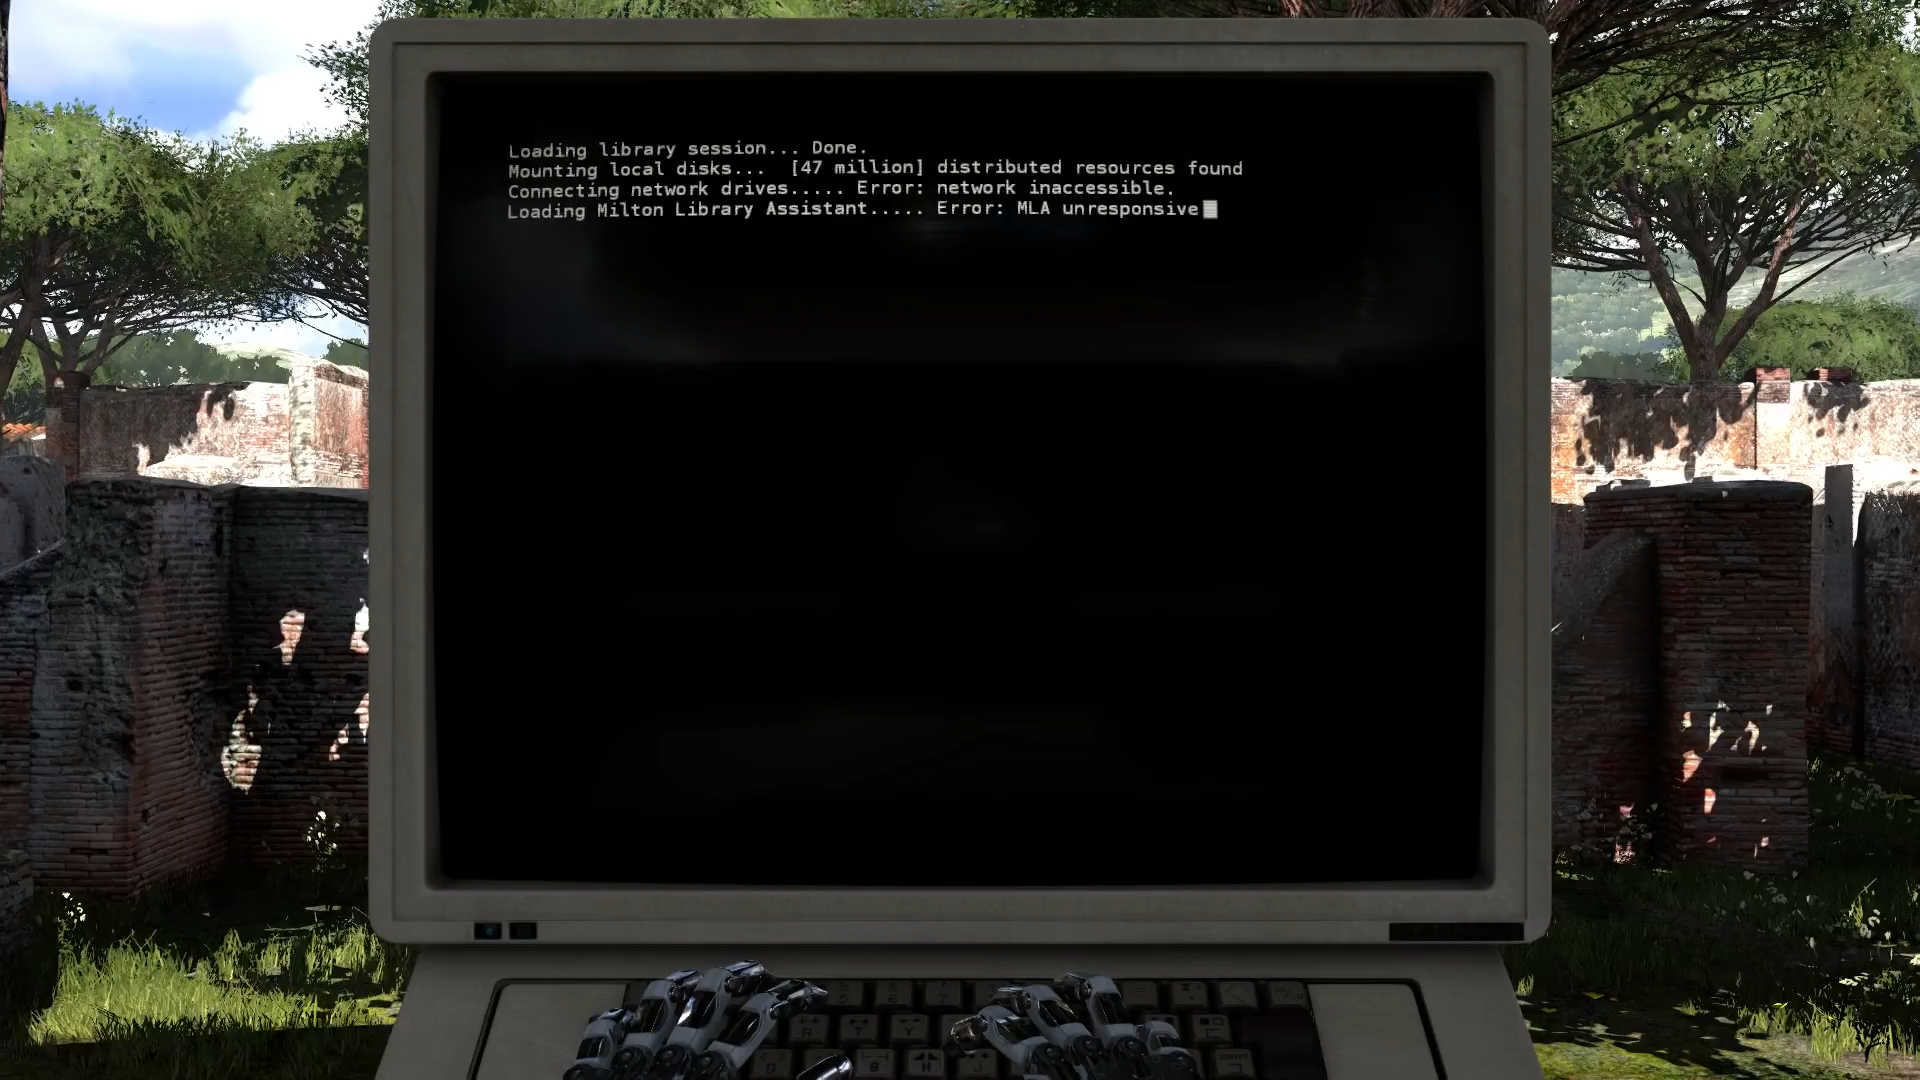 Loading library session... Done.
Mounting local disks...  [47 million] distributed resources found
Connecting network drives..... Error: network inaccessible.
Loading Milton Library Assistant..... Error: MLA unresponsive
R T Y
D B H J